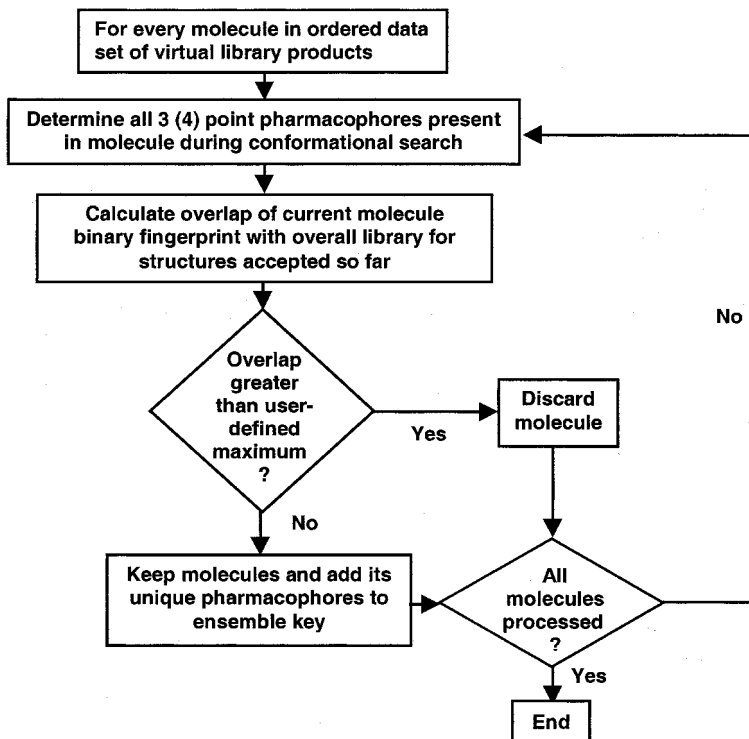 For every molecule in ordered data
set of virtual library products
Determine all 3 (4) point pharmacophores present
in molecule during conformational search
Calculate overlap of current molecule
binary fingerprint with overall library for
structures accepted so far
No
Overlap
greater
than user-
defined
maximum
?
Yes
Discard
molecule
No
Keep molecules and add its
unique pharmacophores to
ensemble key
All
molecules
processed
?
Yes
End